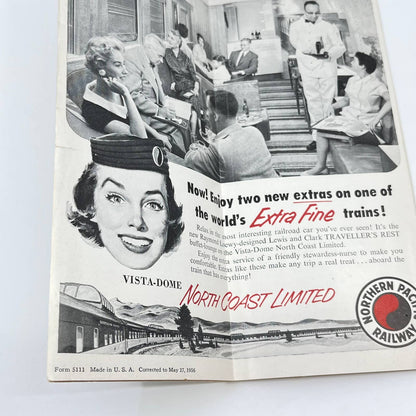 Now! Enjoy two new extras on one of
the world's Extra Fine trains!
Relax in the most interesting railroad car you've ever seen! It's the
new Raymond Loewy-designed Lewis and Clark TRAVELLER'S REST
buffet-lounge in the Vista-Dome North Coast Limited.
Enjoy the extra service of a friendly stewardess-nurse to make you
comfortable. Extras like these make any trip a real treat . . . aboard the
train that has everything!
VISTA-DOME
NORTH COAST LIMITED
NORTHERN PACIFIC
RAILWAY
Form 5111 Made in U. S. A. Corrected to May 27, 1956